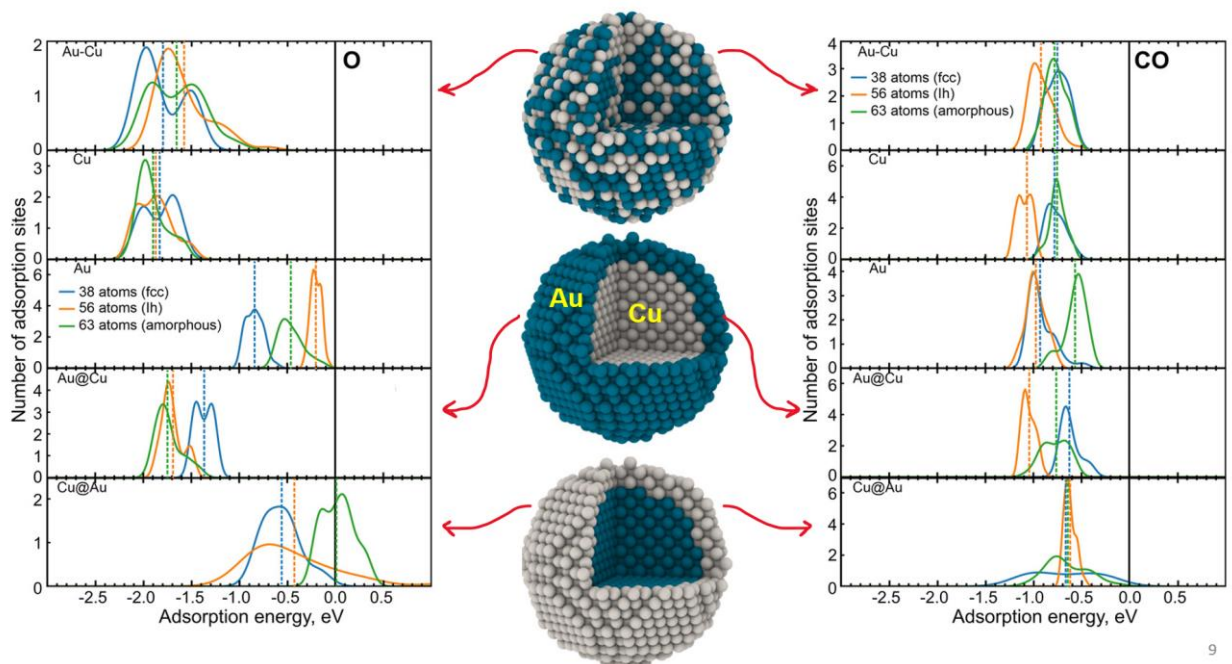 O
Number of adsorption sites
Au-Cu
2
1
0
Cu
3
2
1
0
Au
38 atoms (fcc)
56 atoms (Ih)
63 atoms (amorphous)
6
4
2
0
Au@Cu
4
3
2
1
0
Cu@Au
2
1
0
-2.5 -2.0 -1.5 -1.0 -0.5 0.0 0.5
Adsorption energy, eV
Au
Cu
CO
Number of adsorption sites
Au-Cu
38 atoms (fcc)
56 atoms (Ih)
63 atoms (amorphous)
4
3
2
1
0
Cu
6
4
2
0
Au
4
3
2
1
0
Au@Cu
6
4
2
0
Cu@Au
6
4
2
0
-2.5 -2.0 -1.5 -1.0 -0.5 0.0 0.5
Adsorption energy, eV
9